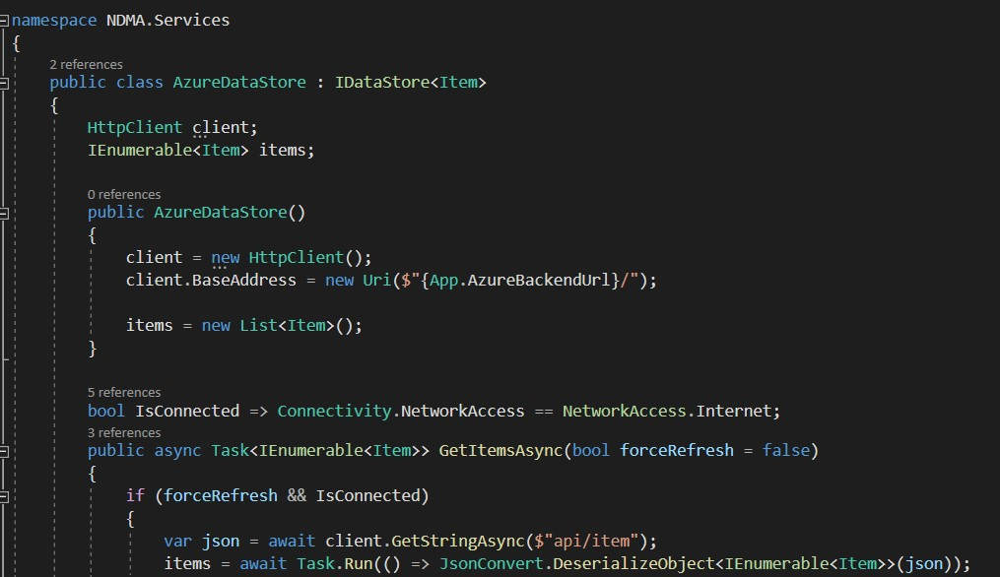 namespace NDMA.Services
{
2 references
public class AzureDataStore : IDataStore<Item>
{
HttpClient client;
IEnumerable<Item> items;
0 references
public AzureDataStore()
{
client = new HttpClient();
client.BaseAddress = new Uri($"{App.AzureBackendUrl}/");
items = new List<Item>();
}
5 references
bool IsConnected => Connectivity.NetworkAccess == NetworkAccess.Internet;
3 references
public async Task<IEnumerable<Item>> GetItemsAsync(bool forceRefresh = false)
{
if (forceRefresh && IsConnected)
{
var json = await client.GetStringAsync($"api/item");
items = await Task.Run(() => JsonConvert.DeserializeObject<IEnumerable<Item>>(json));